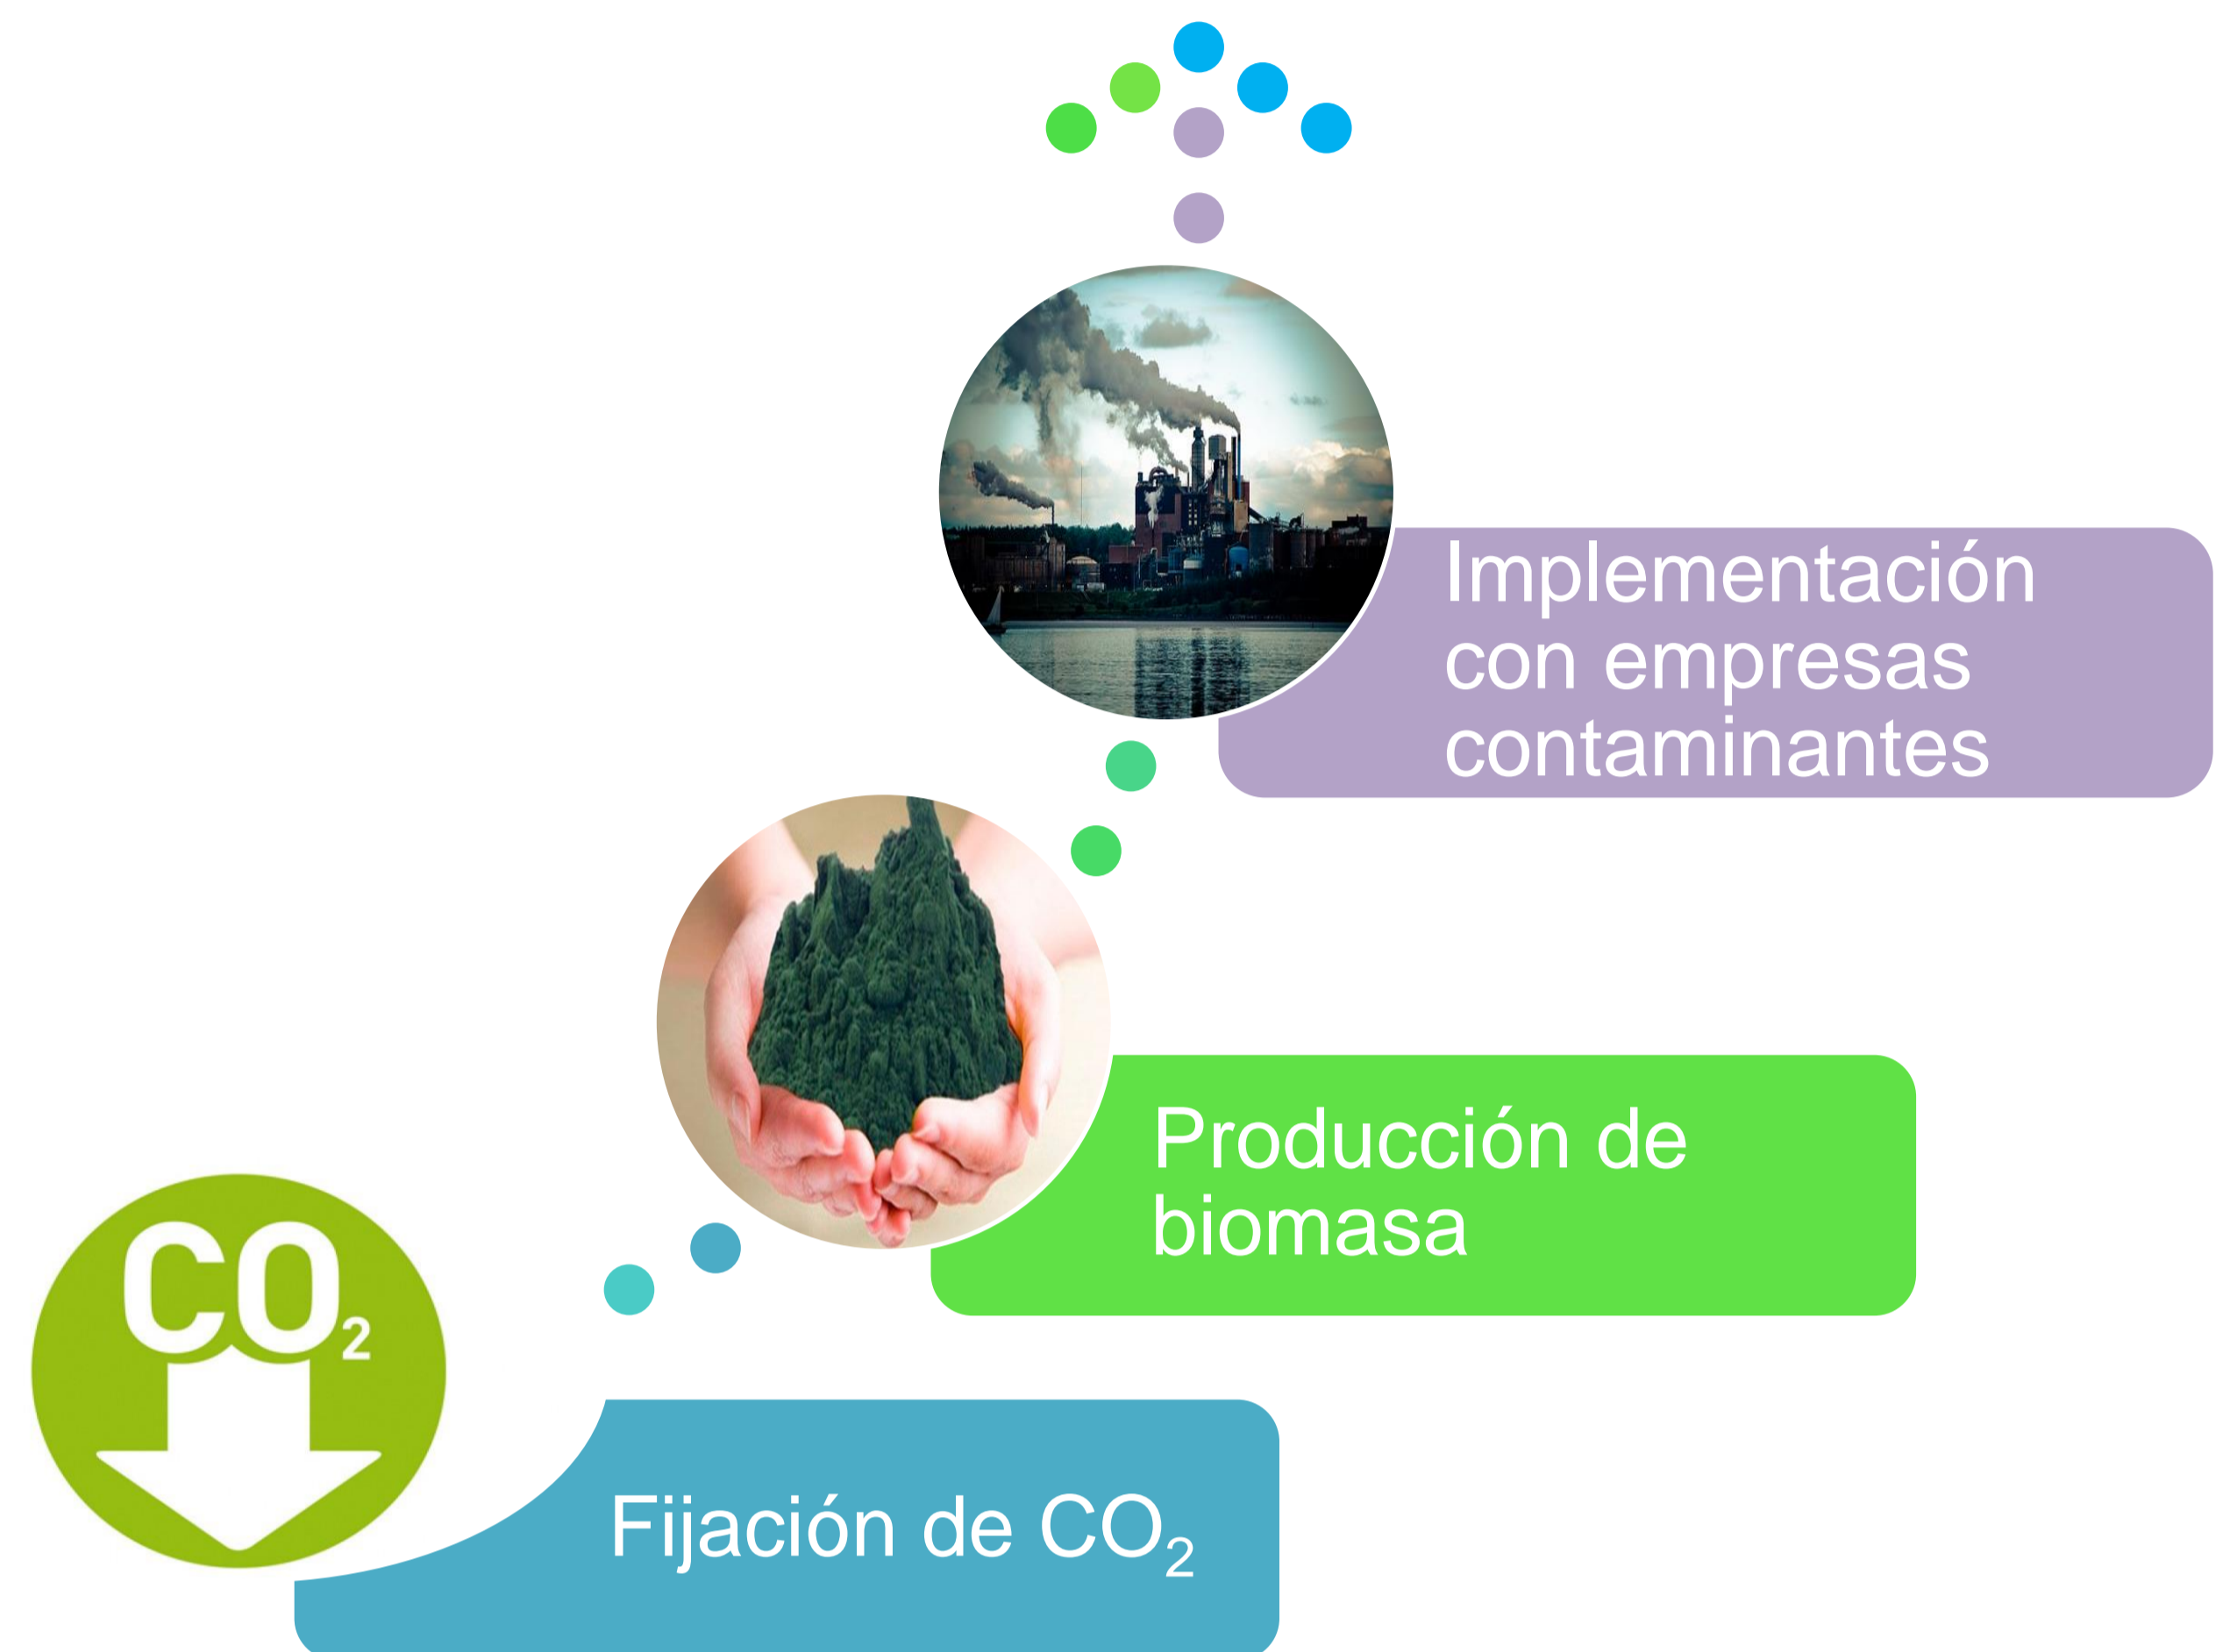 Implementación
con empresas
contaminantes
Producción de
biomasa
CO₂
Fijación de CO₂